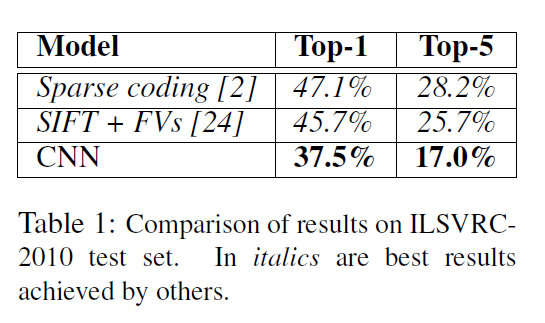 Model Top-1 Top-5
Sparse coding [2] 47.1% 28.2%
SIFT + FVs [24] 45.7% 25.7%
CNN 37.5% 17.0%
Table 1: Comparison of results on ILSVRC-
2010 test set. In italics are best results
achieved by others.